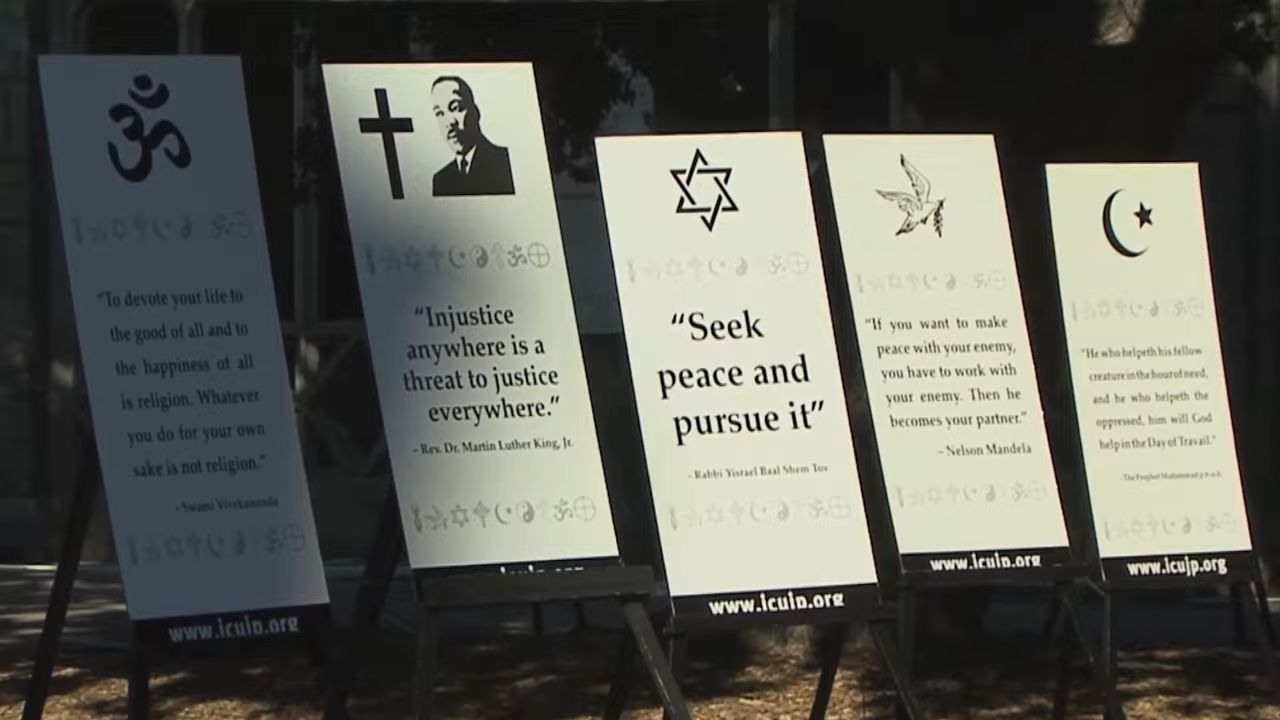 “To devote your life to
the good of all and to
the happiness of all
is religion. Whatever
you do for your own
sake is not religion.”
- Swami Vivekananda
www.icujp.org
“Injustice
anywhere is a
threat to justice
everywhere.”
- Rev. Dr. Martin Luther King, Jr.
“Seek
peace and
pursue it”
- Rabbi Yisrael Baal Shem Tov
www.icujp.org
“If you want to make
peace with your enemy,
you have to work with
your enemy. Then he
becomes your partner.”
- Nelson Mandela
www.icujp.org
“He who helpeth his fellow
creature in the hour of need,
and he who helpeth the
oppressed, him will God
help in the Day of Travail.”
- The Prophet Muhammad
www.icujp.org